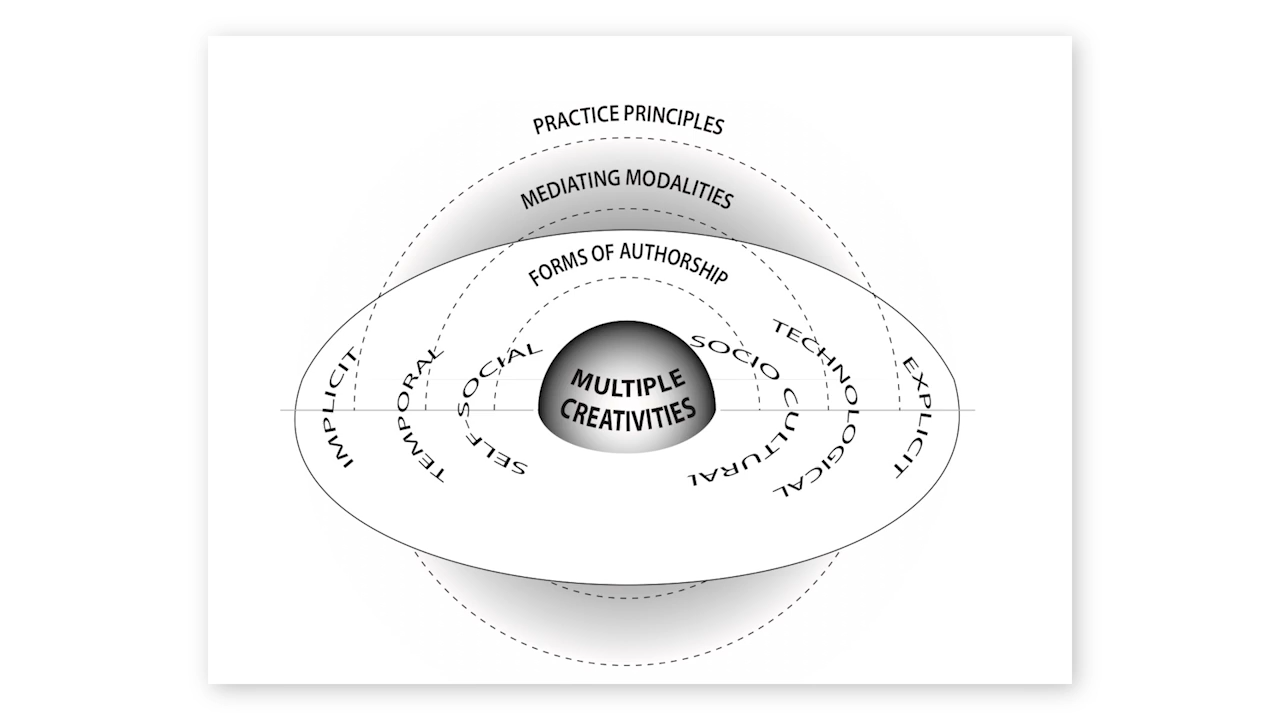 PRACTICE PRINCIPLES
MEDIATING MODALITIES
FORMS OF AUTHORSHIP
IMPLICIT
TEMPORAL
SELF-SOCIAL
MULTIPLE
CREATIVITIES
SOCIO CULTURAL
TECHNOLOGICAL
EXPLICIT